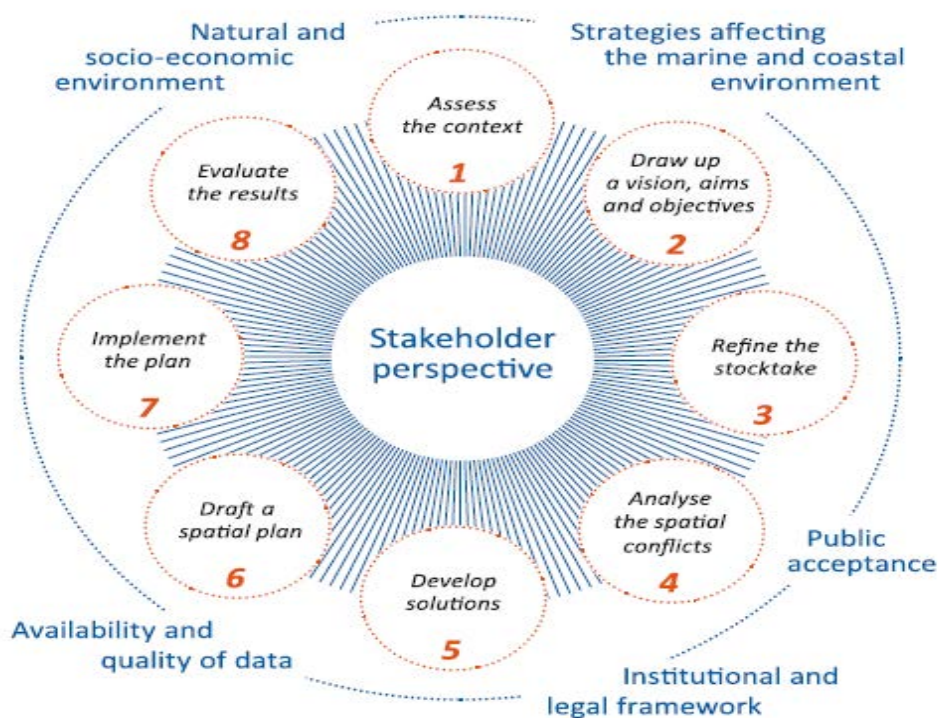 Natural and
socio-economic
environment
Strategies affecting
the marine and coastal
environment
Assess
the context
1
Draw up
a vision, aims
and objectives
2
Refine the
stocktake
3
Analyse
the spatial
conflicts
4
Develop
solutions
5
Draft a
spatial plan
6
Implement
the plan
7
Evaluate
the results
8
Stakeholder
perspective
Public
acceptance
Institutional and
legal framework
Availability and
quality of data